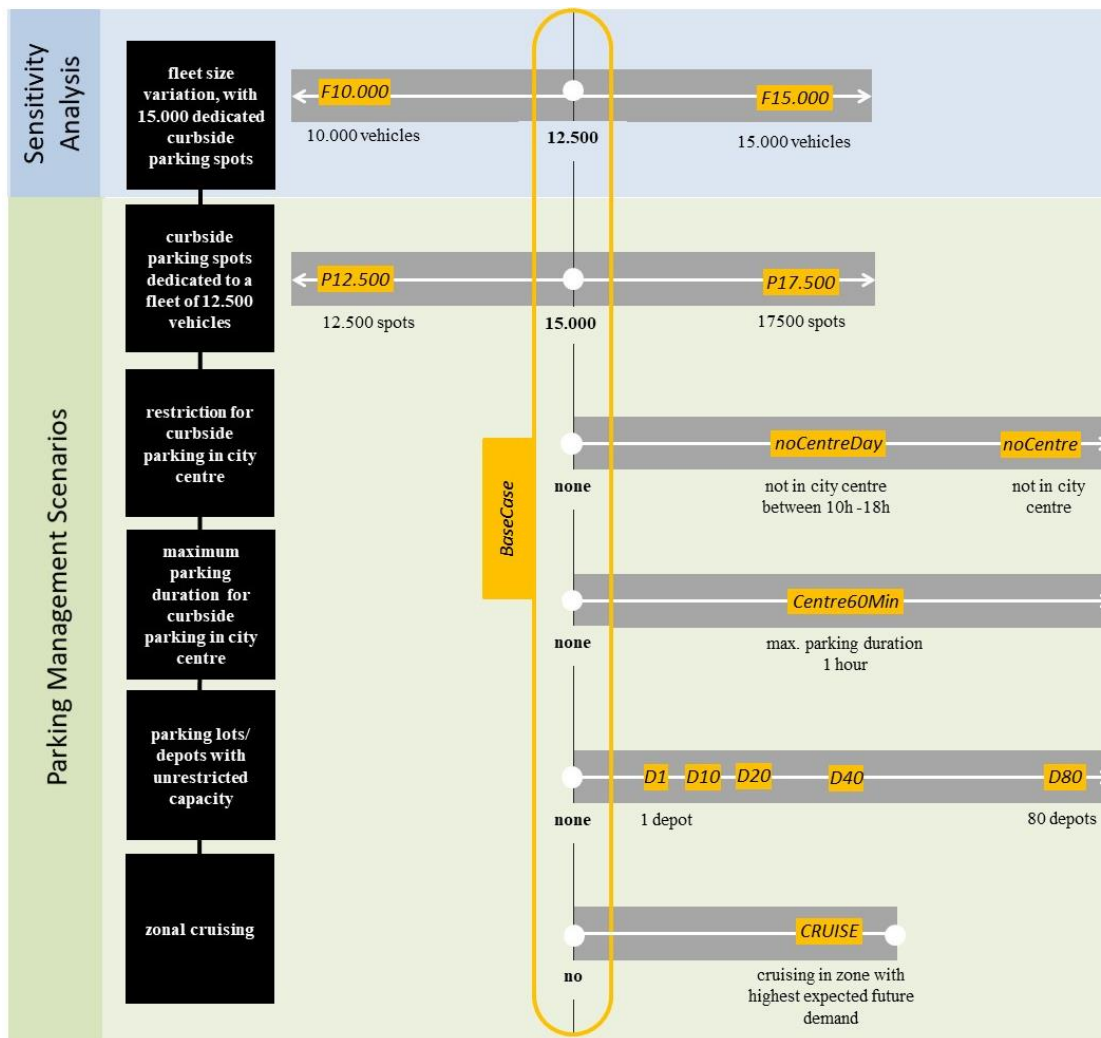 Sensitivity
Analysis
fleet size
variation, with
15.000 dedicated
curbside
parking spots
F10.000
F15.000
10.000 vehicles
12.500
15.000 vehicles
Parking Management Scenarios
curbside
parking spots
dedicated to a
fleet of 12.500
vehicles
P12.500
P17.500
12.500 spots
15.000
17500 spots
restriction for
curbside
parking in city
centre
noCentreDay
noCentre
none
not in city centre
between 10h -18h
not in city
centre
BaseCase
maximum
parking
duration for
curbside
parking in city
centre
Centre60Min
none
max. parking duration
1 hour
parking lots/
depots with
unrestricted
capacity
D1
D10
D20
D40
D80
none
1 depot
80 depots
zonal cruising
CRUISE
no
cruising in zone with
highest expected future
demand